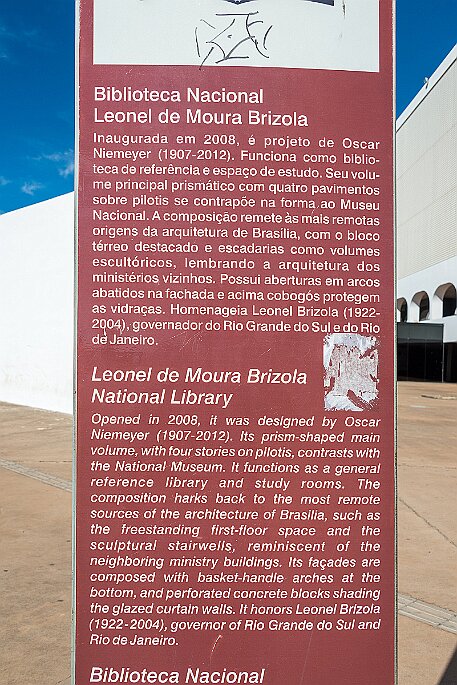 Biblioteca Nacional
Leonel de Moura Brizola
Inaugurada em 2008, é projeto de Oscar
Niemeyer (1907-2012). Funciona como biblio-
teca de referência e espaço de estudo. Seu volu-
me principal prismático com quatro pavimentos
sobre pilotis se contrapõe na forma ao Museu
Nacional. A composição remete às mais remotas
origens da arquitetura de Brasília, com o bloco
térreo destacado e escadarias como volumes
escultóricos, lembrando a arquitetura dos
ministérios vizinhos. Possui aberturas em arcos
abatidos na fachada e acima cobogós protegem
as vidraças. Homenageia Leonel Brizola (1922-
2004), governador do Rio Grande do Sul e do Rio
de Janeiro.
Leonel de Moura Brizola
National Library
Opened in 2008, it was designed by Oscar
Niemeyer (1907-2012). Its prism-shaped main
volume, with four stories on pilotis, contrasts with
the National Museum. It functions as a general
reference library and study rooms. The
composition harks back to the most remote
sources of the architecture of Brasília, such as
the freestanding first-floor space and the
sculptural stairwells, reminiscent of the
neighboring ministry buildings. Its façades are
composed with basket-handle arches at the
bottom, and perforated concrete blocks shading
the glazed curtain walls. It honors Leonel Brizola
(1922-2004), governor of Rio Grande do Sul and
Rio de Janeiro.
Biblioteca Nacional